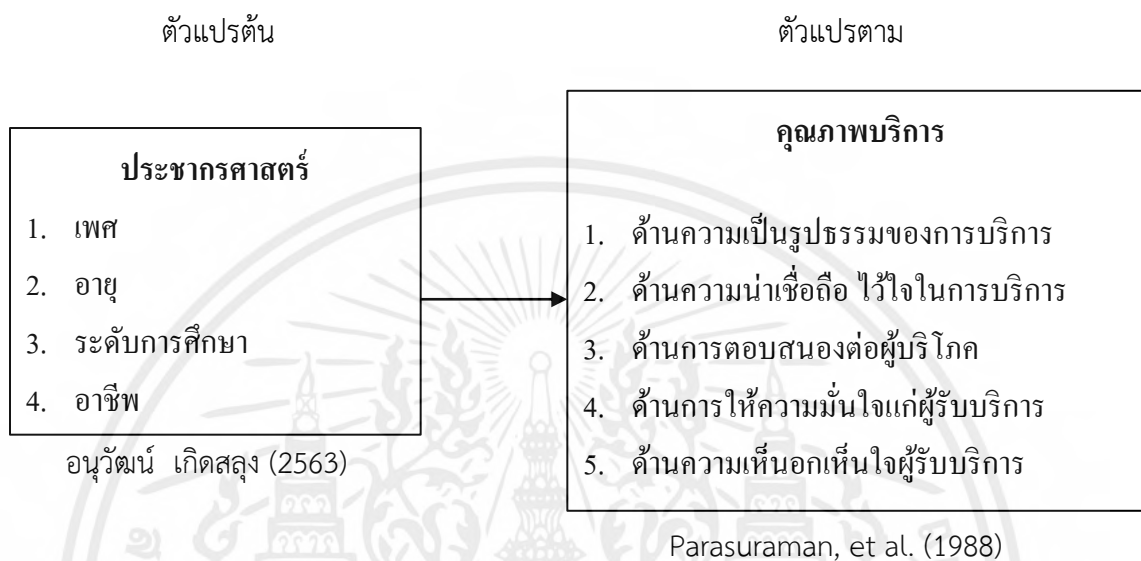 ตัวแปรต้น
ตัวแปรตาม
ประชากรศาสตร์
1. เพศ
2. อายุ
3. ระดับการศึกษา
4. อาชีพ
อนุวัฒน์ เกิดสลุง (2563)
คุณภาพบริการ
1. ด้านความเป็นรูปธรรมของการบริการ
2. ด้านความน่าเชื่อถือ ไว้ใจในการบริการ
3. ด้านการตอบสนองต่อผู้บริโภค
4. ด้านการให้ความมั่นใจแก่ผู้รับบริการ
5. ด้านความเห็นอกเห็นใจผู้รับบริการ
Parasuraman, et al. (1988)